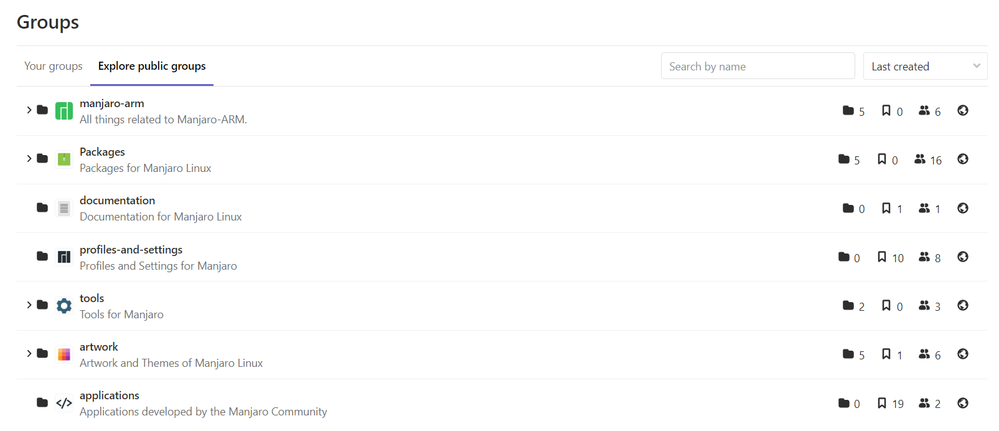 Groups
Your groups Explore public groups Search by name Last created
manjaro-arm
All things related to Manjaro-ARM.
5 0 6
Packages
Packages for Manjaro Linux
5 0 16
documentation
Documentation for Manjaro Linux
0 1 1
profiles-and-settings
Profiles and Settings for Manjaro
0 10 8
tools
Tools for Manjaro
2 0 3
artwork
Artwork and Themes of Manjaro Linux
5 1 6
applications
Applications developed by the Manjaro Community
0 19 2